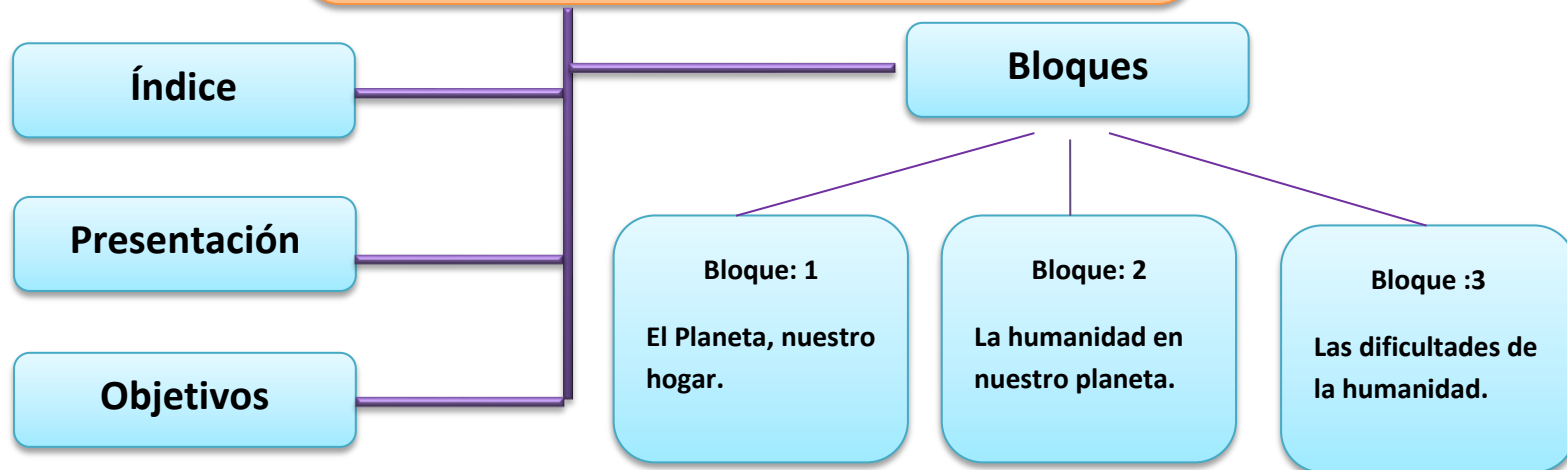 Índice
Presentación
Objetivos
Bloques
Bloque: 1
El Planeta, nuestro
hogar.
Bloque: 2
La humanidad en
nuestro planeta.
Bloque :3
Las dificultades de
la humanidad.